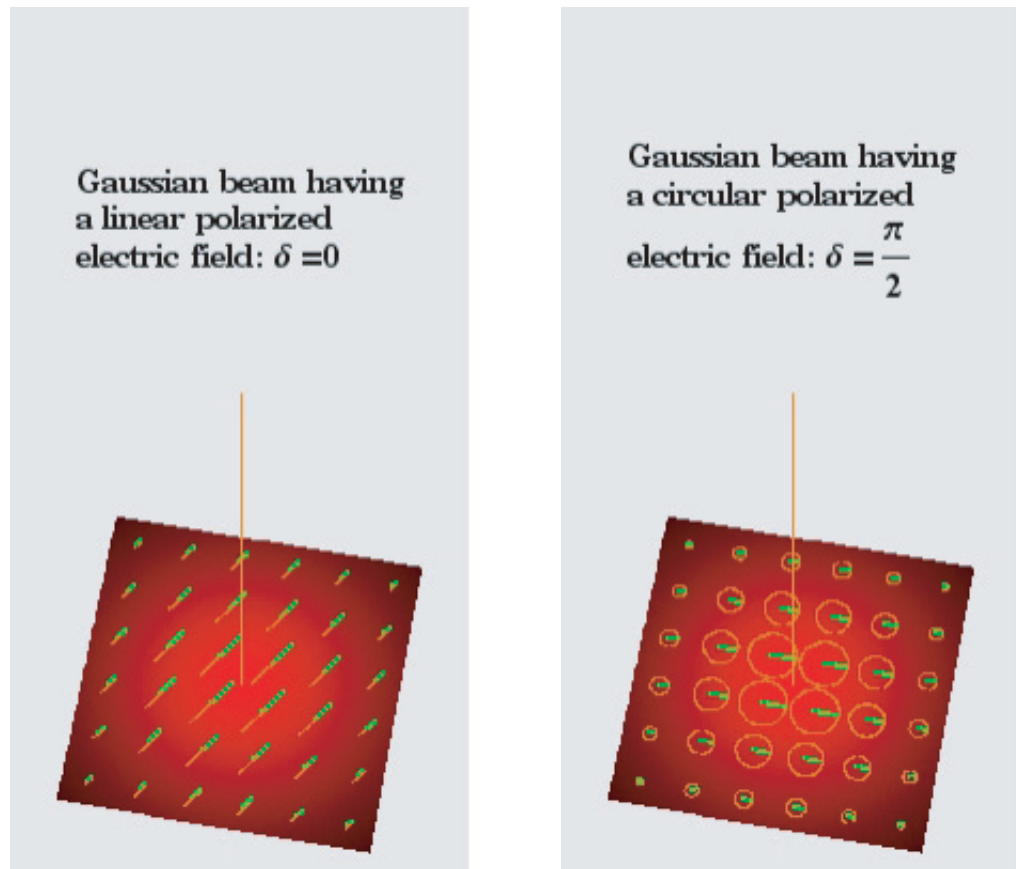 Gaussian beam having
a linear polarized
electric field: δ =0
Gaussian beam having
a circular polarized
electric field: δ = π/2